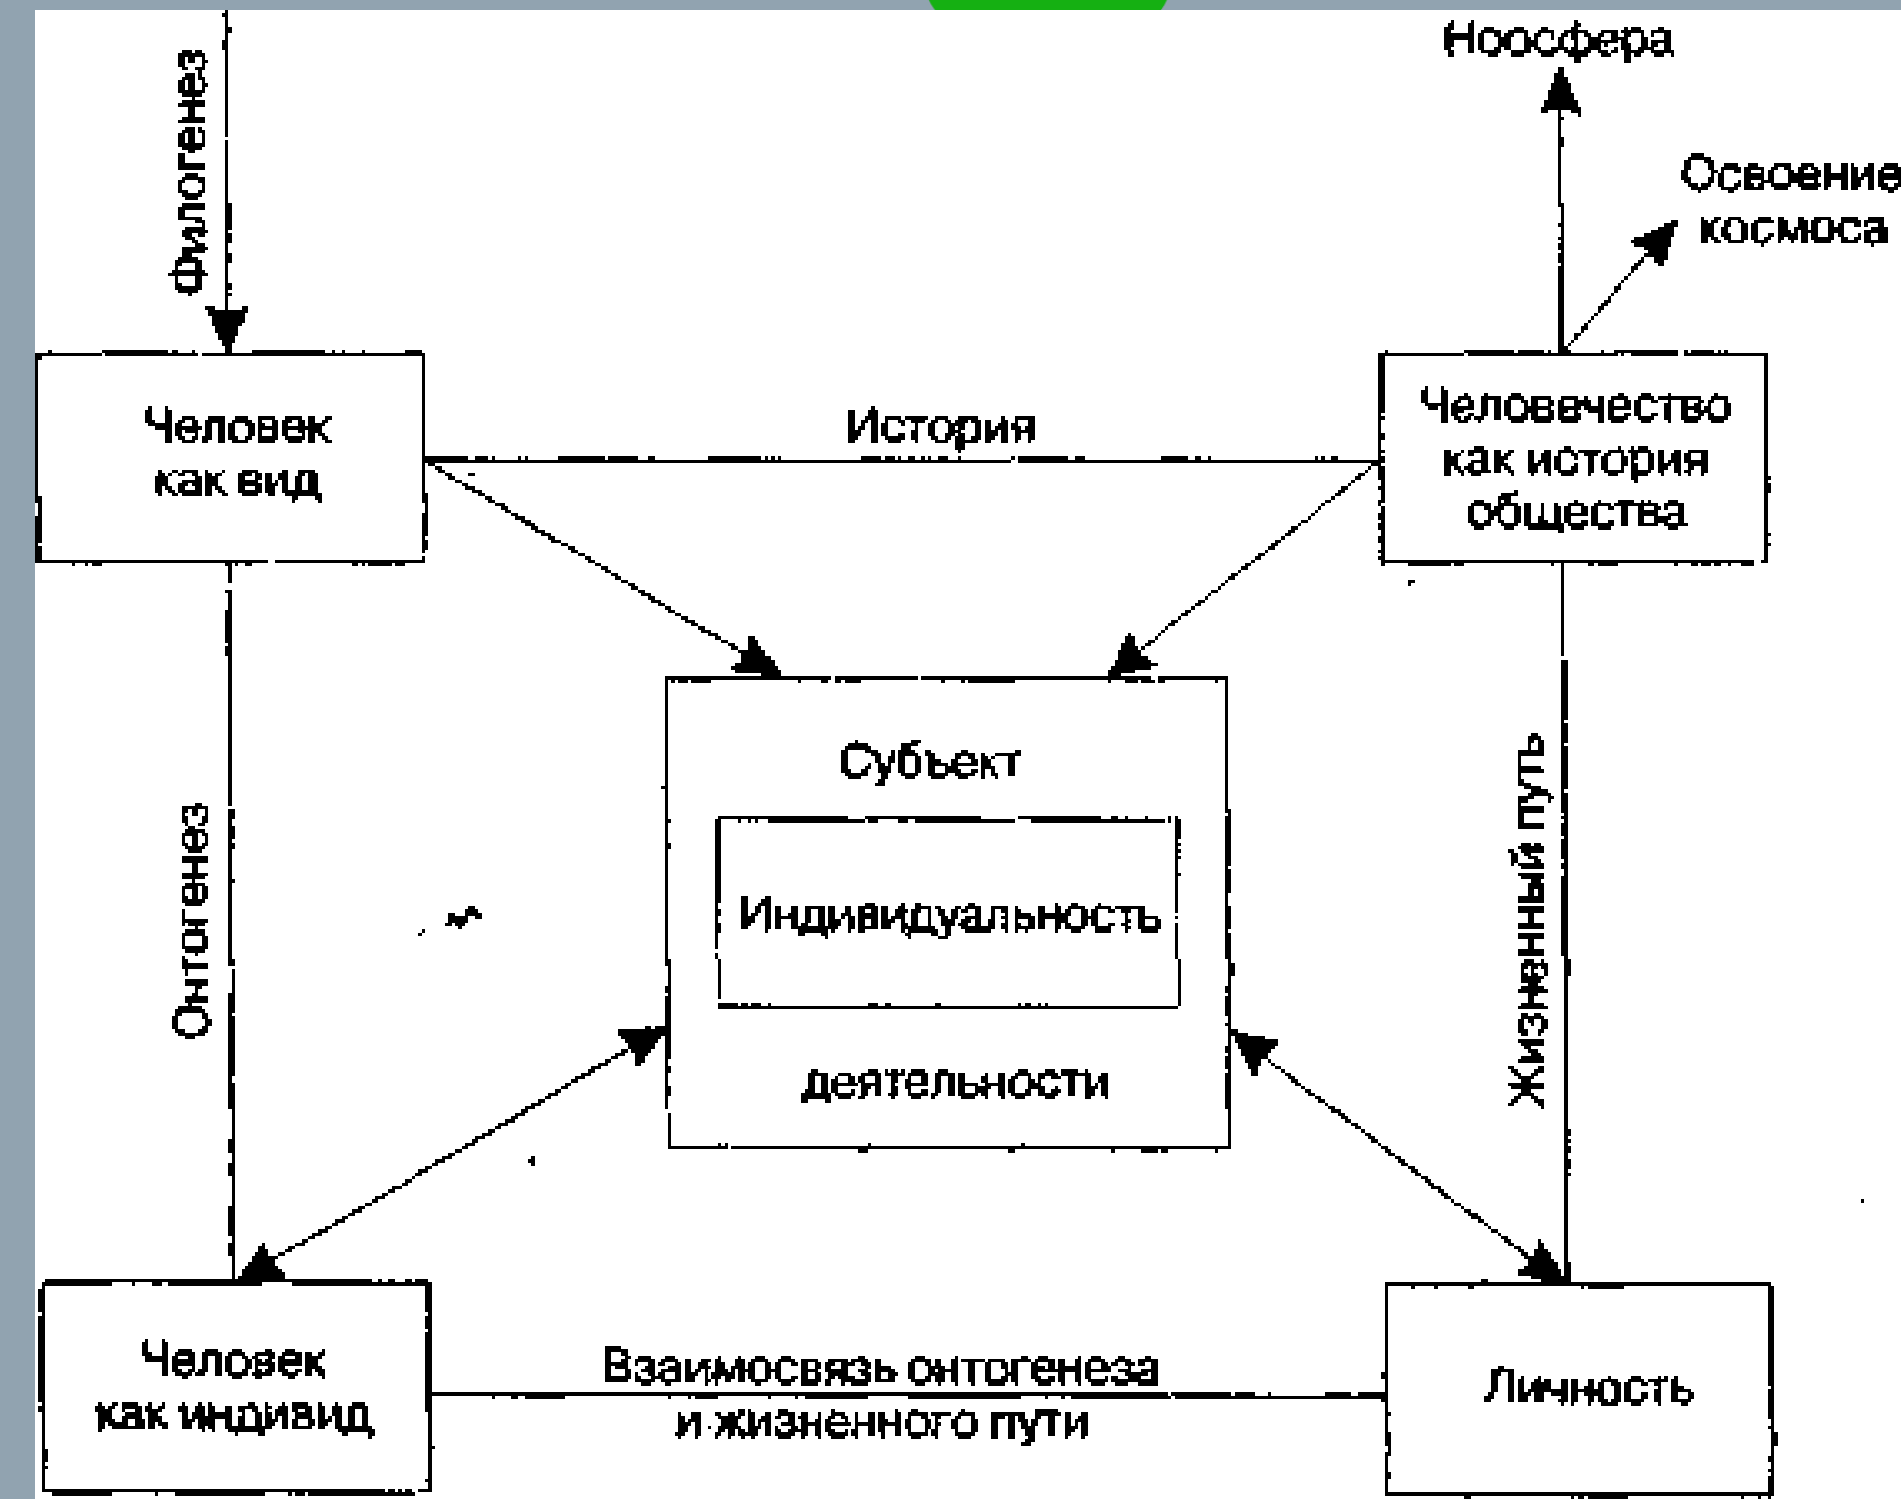 Филогенез
Ноосфера
Освоение
космоса
Человек
как вид
История
Человечество
как история
общества
Онтогенез
Субъект
Индивидуальность
деятельности
Жизненный путь
Человек
как индивид
Взаимосвязь онтогенеза
и жизненного пути
Личность